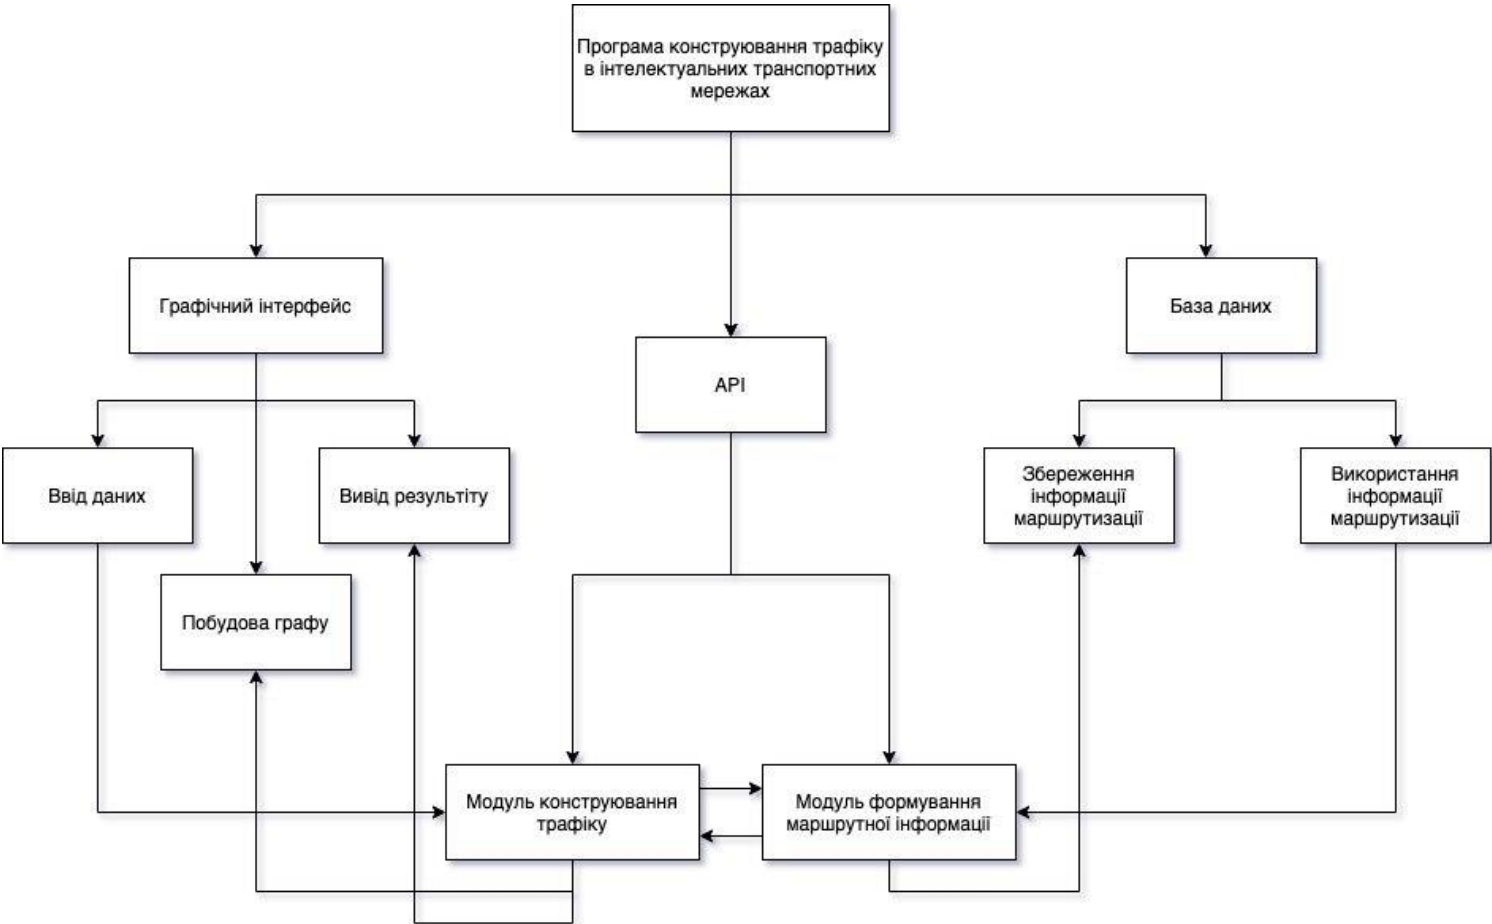 Програма конструювання трафіку
в інтелектуальних транспортних
мережах
Графічний інтерфейс
База даних
API
Ввід даних
Вивід результіту
Збереження
інформації
маршрутизації
Використання
інформації
маршрутизації
Побудова графу
Модуль конструювання
трафіку
Модуль формування
маршрутної інформації